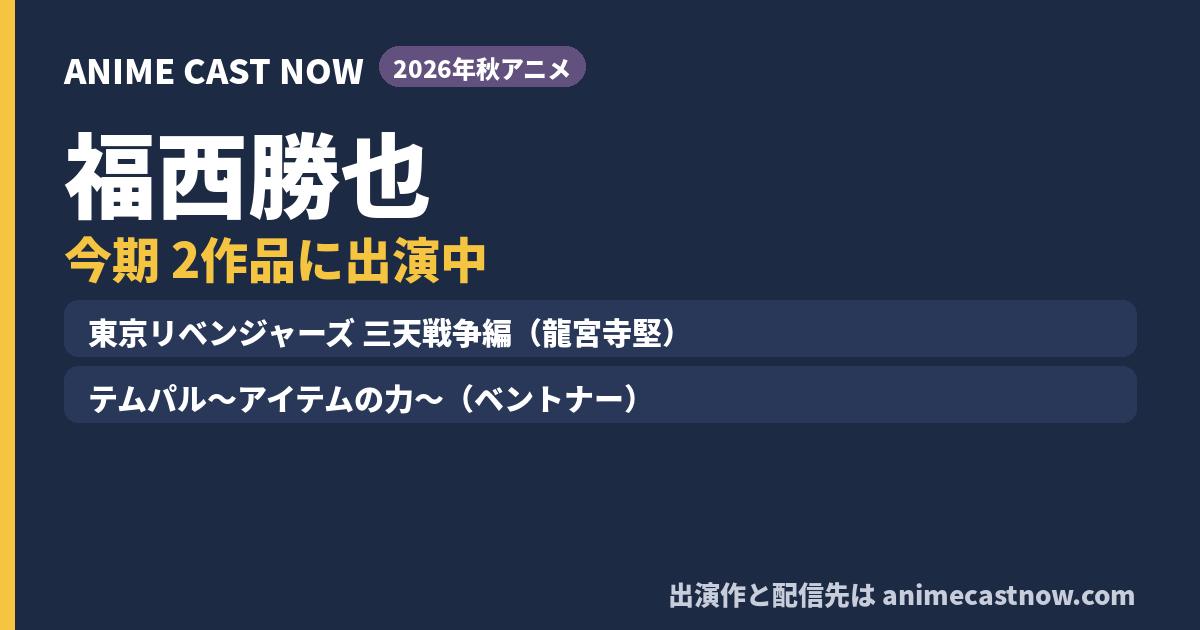 ANIME CAST NOW 2026年秋アニメ
福西勝也
今期 2作品に出演中
東京リベンジャーズ 三天戦争編（龍宮寺堅）
テムパル～アイテムの力～（ベントナー）
出演作と配信先は animecastnow.com